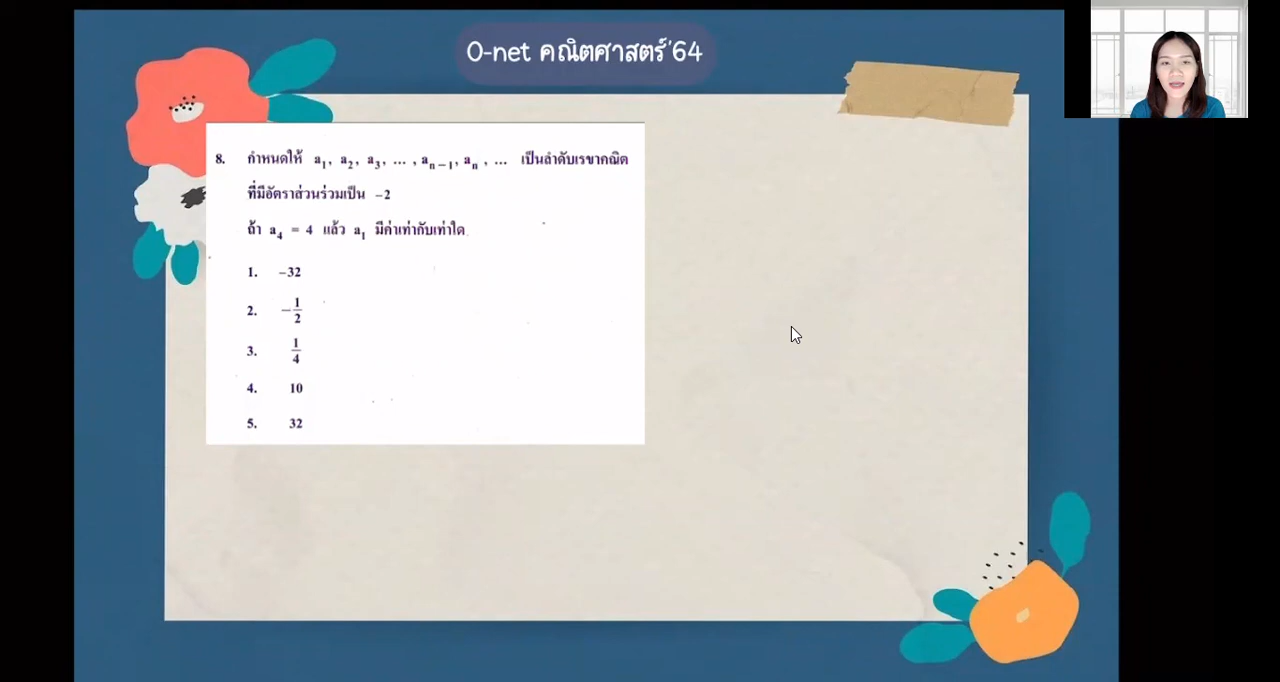 O-net คณิตศาสตร์'64
8. กำหนดให้ a₁, a₂, a₃, ... , aₙ₋₁, aₙ , ... เป็นลำดับเรขาคณิต
ที่มีอัตราส่วนร่วมเป็น −2
ถ้า a₄ = 4 แล้ว a₁ มีค่าเท่ากับเท่าใด
1. −32
2. −1/2
3. 1/4
4. 10
5. 32